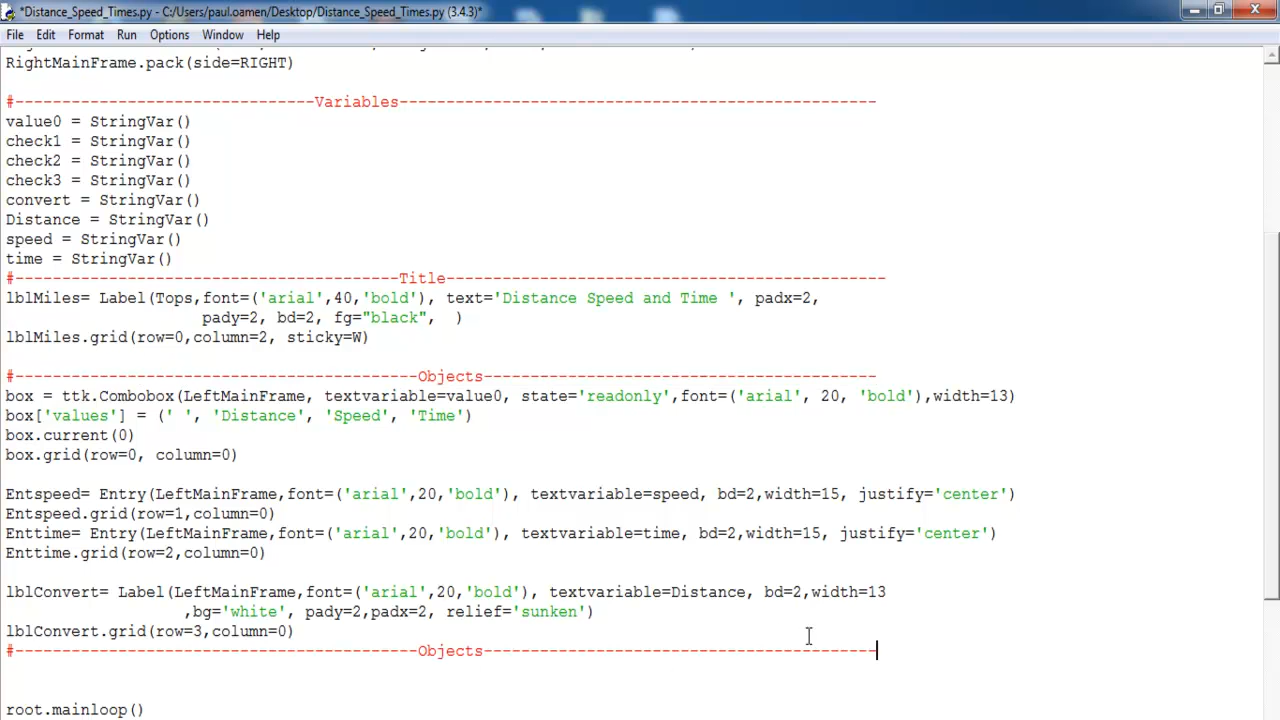 *Distance_Speed_Times.py - C:/Users/paul.oamen/Desktop/Distance_Speed_Times.py (3.4.3)*
File Edit Format Run Options Window Help
RightMainFrame.pack(side=RIGHT)
#--------------------------------Variables---------------------------------------------------
value0 = StringVar()
check1 = StringVar()
check2 = StringVar()
check3 = StringVar()
convert = StringVar()
Distance = StringVar()
speed = StringVar()
time = StringVar()
#-----------------------------------------Title-----------------------------------------------
lblMiles= Label(Tops,font=('arial',40,'bold'), text='Distance Speed and Time ', padx=2,
                     pady=2, bd=2, fg="black",  )
lblMiles.grid(row=0,column=2, sticky=W)
#-------------------------------------------Objects------------------------------------------
box = ttk.Combobox(LeftMainFrame, textvariable=value0, state='readonly',font=('arial', 20, 'bold'),width=13)
box['values'] = (' ', 'Distance', 'Speed', 'Time')
box.current(0)
box.grid(row=0, column=0)
Entspeed= Entry(LeftMainFrame,font=('arial',20,'bold'), textvariable=speed, bd=2,width=15, justify='center')
Entspeed.grid(row=1,column=0)
Enttime= Entry(LeftMainFrame,font=('arial',20,'bold'), textvariable=time, bd=2,width=15, justify='center')
Enttime.grid(row=2,column=0)
lblConvert= Label(LeftMainFrame,font=('arial',20,'bold'), textvariable=Distance, bd=2,width=13
                   ,bg='white', pady=2,padx=2, relief='sunken')
lblConvert.grid(row=3,column=0)
#-------------------------------------------Objects------------------------------------------
root.mainloop()